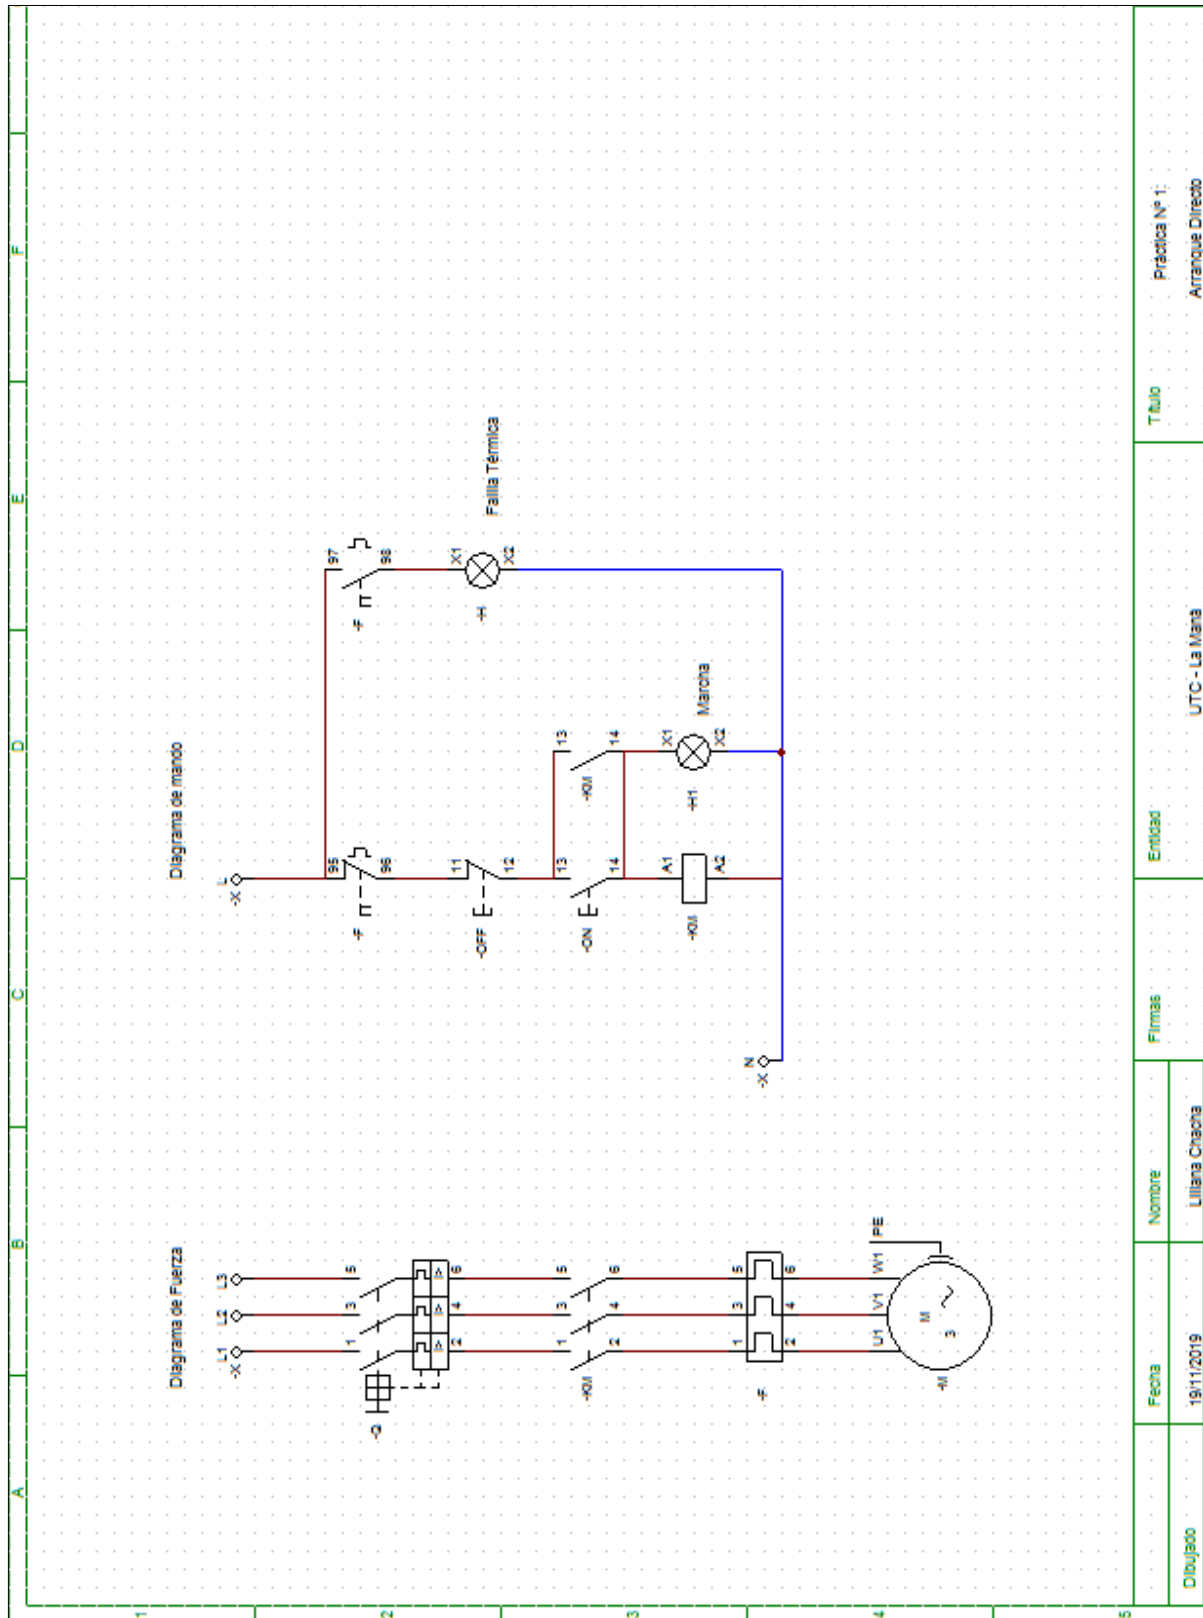 A B C D E F
1
2
3
4
5
Diagrama de Fuerza
-X L1 L2 L3
-Q
1 3 5
I> I> I>
2 4 6
-KM
1 3 5
2 4 6
-F
1 3 5
2 4 6
U1 V1 W1 PE
-M
M
3
Diagrama de mando
-X L
-F 95 96
-F 97 98
-OFF 11 12
-H X1 X2
Failla Térmica
-ON 13 14
-KM 13 14
-KM A1 A2
-H1 X1 X2
Marcha
-X N
Fecha Nombre Firmas Entidad Título
Dibujado 19/11/2019 Liliana Chacha UTC - La Maná
Práctica Nº 1:
Arranque Directo